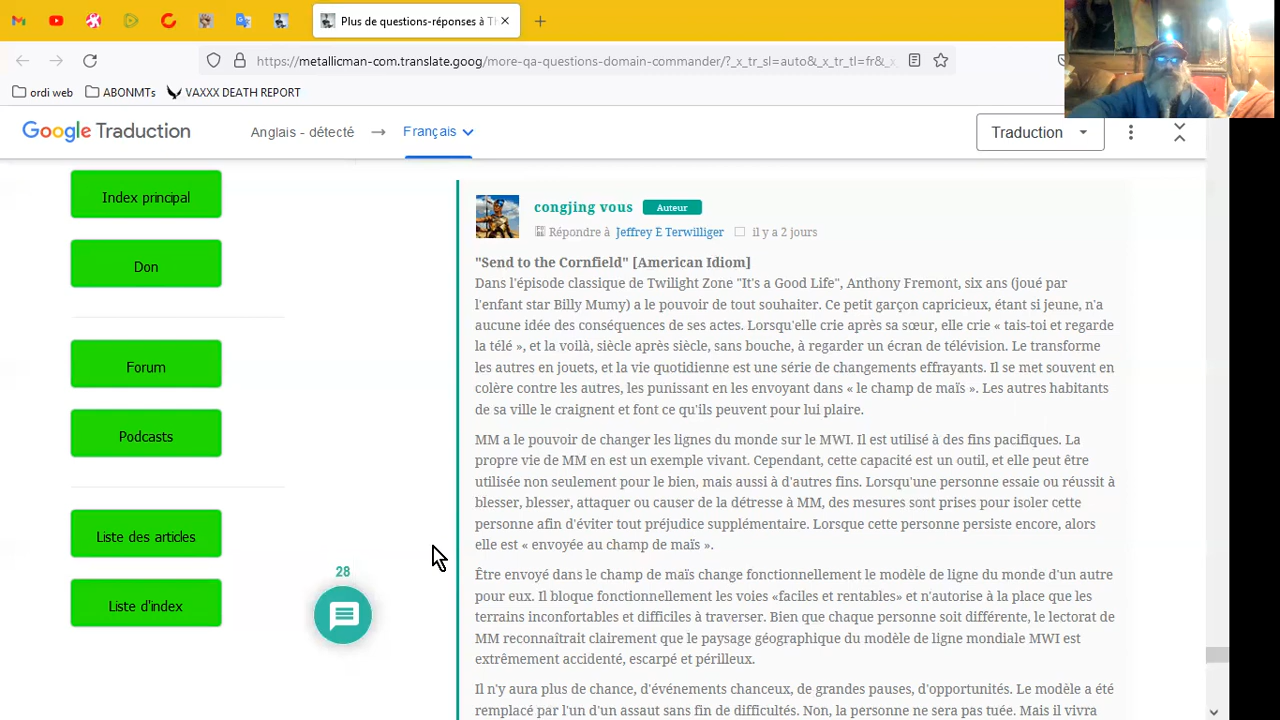 Plus de questions-réponses à Tl
https://metallicman-com.translate.goog/more-qa-questions-domain-commander/?_x_tr_sl=auto&_x_tr_tl=fr&_x
ordi web
ABONMTs
VAXXX DEATH REPORT
Google Traduction
Anglais - détecté → Français
Traduction
Index principal
Don
Forum
Podcasts
Liste des articles
Liste d'index
28
congjing vous Auteur
Répondre à Jeffrey E Terwilliger il y a 2 jours
"Send to the Cornfield" [American Idiom]
Dans l'épisode classique de Twilight Zone "It's a Good Life", Anthony Fremont, six ans (joué par
l'enfant star Billy Mumy) a le pouvoir de tout souhaiter. Ce petit garçon capricieux, étant si jeune, n'a
aucune idée des conséquences de ses actes. Lorsqu'elle crie après sa sœur, elle crie « tais-toi et regarde
la télé », et la voilà, siècle après siècle, sans bouche, à regarder un écran de télévision. Le transforme
les autres en jouets, et la vie quotidienne est une série de changements effrayants. Il se met souvent en
colère contre les autres, les punissant en les envoyant dans « le champ de maïs ». Les autres habitants
de sa ville le craignent et font ce qu'ils peuvent pour lui plaire.
MM a le pouvoir de changer les lignes du monde sur le MWI. Il est utilisé à des fins pacifiques. La
propre vie de MM en est un exemple vivant. Cependant, cette capacité est un outil, et elle peut être
utilisée non seulement pour le bien, mais aussi à d'autres fins. Lorsqu'une personne essaie ou réussit à
blesser, blesser, attaquer ou causer de la détresse à MM, des mesures sont prises pour isoler cette
personne afin d'éviter tout préjudice supplémentaire. Lorsque cette personne persiste encore, alors
elle est « envoyée au champ de maïs ».
Être envoyé dans le champ de maïs change fonctionnellement le modèle de ligne du monde d'un autre
pour eux. Il bloque fonctionnellement les voies «faciles et rentables» et n'autorise à la place que les
terrains inconfortables et difficiles à traverser. Bien que chaque personne soit différente, le lectorat de
MM reconnaîtrait clairement que le paysage géographique du modèle de ligne mondiale MWI est
extrêmement accidenté, escarpé et périlleux.
Il n'y aura plus de chance, d'événements chanceux, de grandes pauses, d'opportunités. Le modèle a été
remplacé par l'un d'un assaut sans fin de difficultés. Non, la personne ne sera pas tuée. Mais il vivra